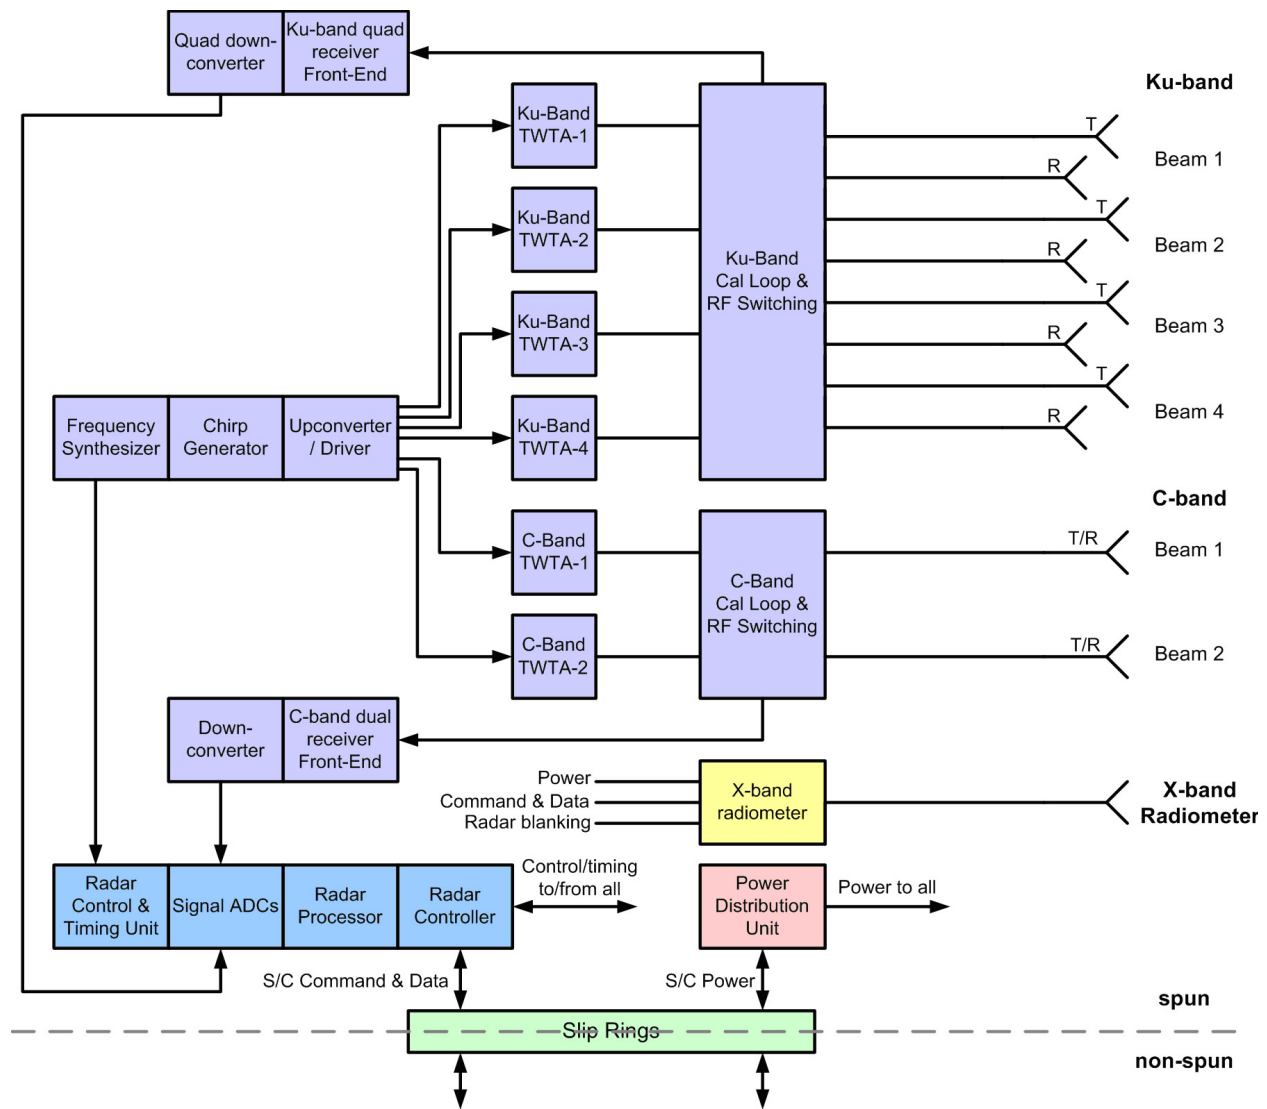 Quad down-
converter
Ku-band quad
receiver
Front-End
Ku-band
Ku-Band
TWTA-1
T
Beam 1
R
Ku-Band
TWTA-2
T
Beam 2
R
Ku-Band
Cal Loop &
RF Switching
Ku-Band
TWTA-3
T
Beam 3
R
T
Beam 4
R
Frequency
Synthesizer
Chirp
Generator
Upconverter
/ Driver
Ku-Band
TWTA-4
C-band
C-Band
TWTA-1
T/R
Beam 1
C-Band
Cal Loop &
RF Switching
C-Band
TWTA-2
T/R
Beam 2
Down-
converter
C-band dual
receiver
Front-End
Power
Command & Data
Radar blanking
X-band
radiometer
X-band
Radiometer
Radar
Control &
Timing Unit
Signal ADCs
Radar
Processor
Radar
Controller
Control/timing
to/from all
Power
Distribution
Unit
Power to all
S/C Command & Data
S/C Power
spun
Slip Rings
non-spun